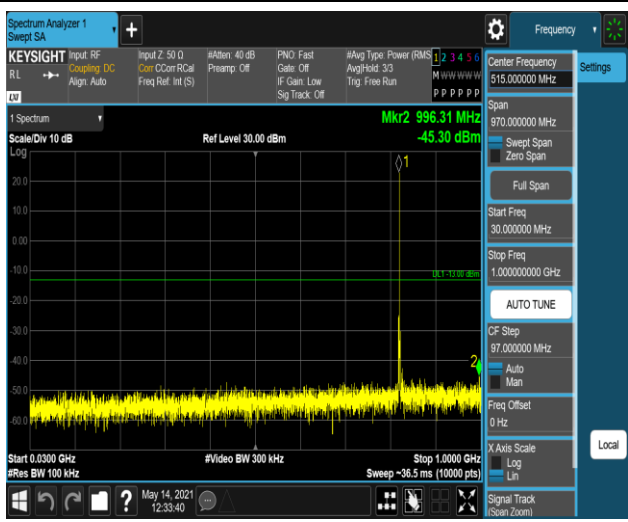 Spectrum Analyzer 1
Swept SA
+
Frequency
KEYSIGHT
RL
LXI
Input: RF
Coupling: DC
Align: Auto
Input Z: 50 Ω
Corr CCorr RCal
Freq Ref: Int (S)
#Atten: 40 dB
Preamp: Off
PNO: Fast
Gate: Off
IF Gain: Low
Sig Track: Off
#Avg Type: Power (RMS
Avg|Hold: 3/3
Trig: Free Run
1 2 3 4 5 6
M W W W W W
P P P P P P
1 Spectrum
Mkr2 996.31 MHz
Scale/Div 10 dB
Ref Level 30.00 dBm
-45.30 dBm
Log
1
20.0
10.0
0.00
-10.0
DL1 -13.00 dBm
-20.0
-30.0
-40.0
2
-50.0
-60.0
Start 0.0300 GHz
#Video BW 300 kHz
Stop 1.0000 GHz
#Res BW 100 kHz
Sweep ~36.5 ms (10000 pts)
?
May 14, 2021
12:33:40
Center Frequency
515.000000 MHz
Settings
Span
970.000000 MHz
Swept Span
Zero Span
Full Span
Start Freq
30.000000 MHz
Stop Freq
1.000000000 GHz
AUTO TUNE
CF Step
97.000000 MHz
Auto
Man
Freq Offset
0 Hz
X Axis Scale
Log
Lin
Local
Signal Track
(Span Zoom)